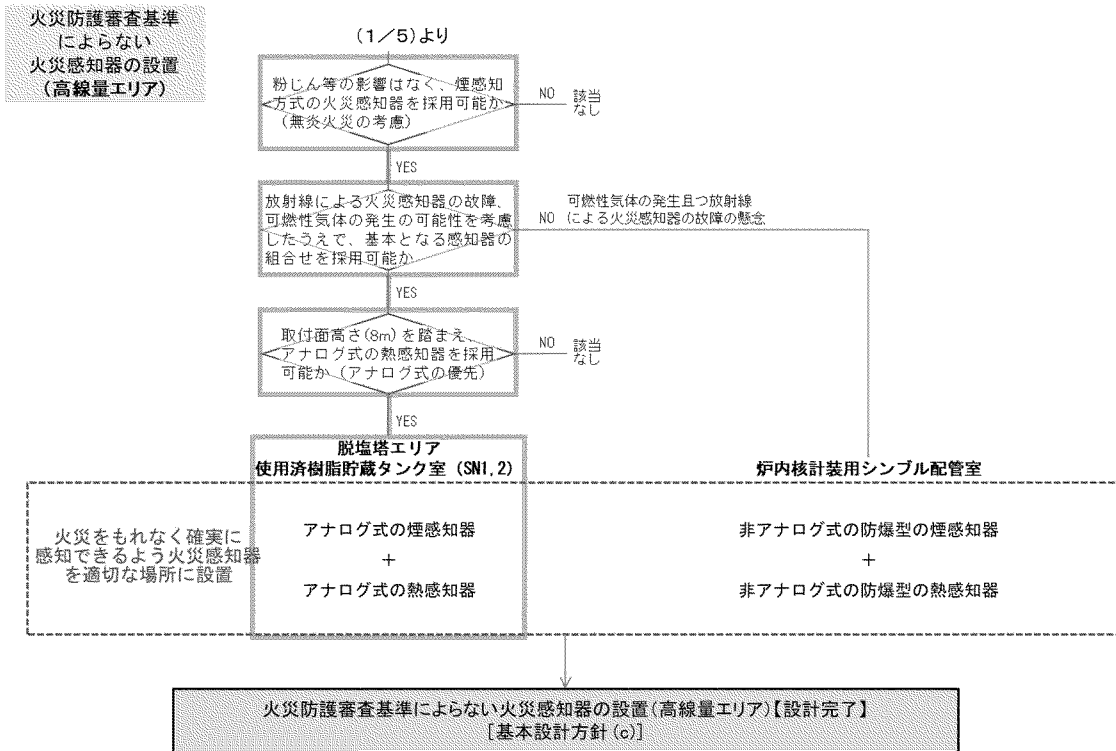 火災防護審査基準
によらない
火災感知器の設置
(高線量エリア)
(1/5)より
粉じん等の影響はなく、煙感知
方式の火災感知器を採用可能か
(無炎火災の考慮)
NO
該当
なし
YES
放射線による火災感知器の故障、
可燃性気体の発生の可能性を考慮
したうえで、基本となる感知器の
組合せを採用可能か
NO
可燃性気体の発生且つ放射線
による火災感知器の故障の懸念
YES
取付面高さ(8m)を踏まえ、
アナログ式の熱感知器を採用
可能か(アナログ式の優先)
NO
該当
なし
YES
脱塩塔エリア
使用済樹脂貯蔵タンク室(SN1,2)
炉内核計装用シンブル配管室
火災をもれなく確実に
感知できるよう火災感知器
を適切な場所に設置
アナログ式の煙感知器
+
アナログ式の熱感知器
非アナログ式の防爆型の煙感知器
+
非アナログ式の防爆型の熱感知器
火災防護審査基準によらない火災感知器の設置(高線量エリア)【設計完了】
[基本設計方針(c)]